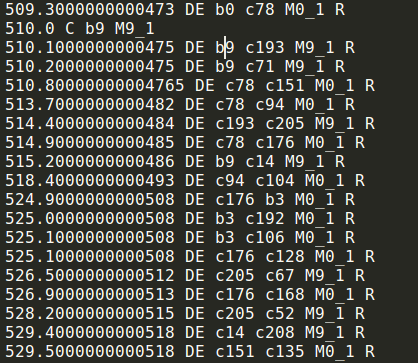 509.3000000000473 DE b0 c78 M0_1 R
510.0 C b9 M9_1
510.1000000000475 DE b9 c193 M9_1 R
510.2000000000475 DE b9 c71 M9_1 R
510.80000000004765 DE c78 c151 M0_1 R
513.7000000000482 DE c78 c94 M0_1 R
514.4000000000484 DE c193 c205 M9_1 R
514.9000000000485 DE c78 c176 M0_1 R
515.2000000000486 DE b9 c14 M9_1 R
518.4000000000493 DE c94 c104 M0_1 R
524.9000000000508 DE c176 b3 M0_1 R
525.0000000000508 DE b3 c192 M0_1 R
525.1000000000508 DE b3 c106 M0_1 R
525.1000000000508 DE c176 c128 M0_1 R
526.5000000000512 DE c205 c67 M9_1 R
526.9000000000513 DE c176 c168 M0_1 R
528.2000000000515 DE c205 c52 M9_1 R
529.4000000000518 DE c14 c208 M9_1 R
529.5000000000518 DE c151 c135 M0_1 R